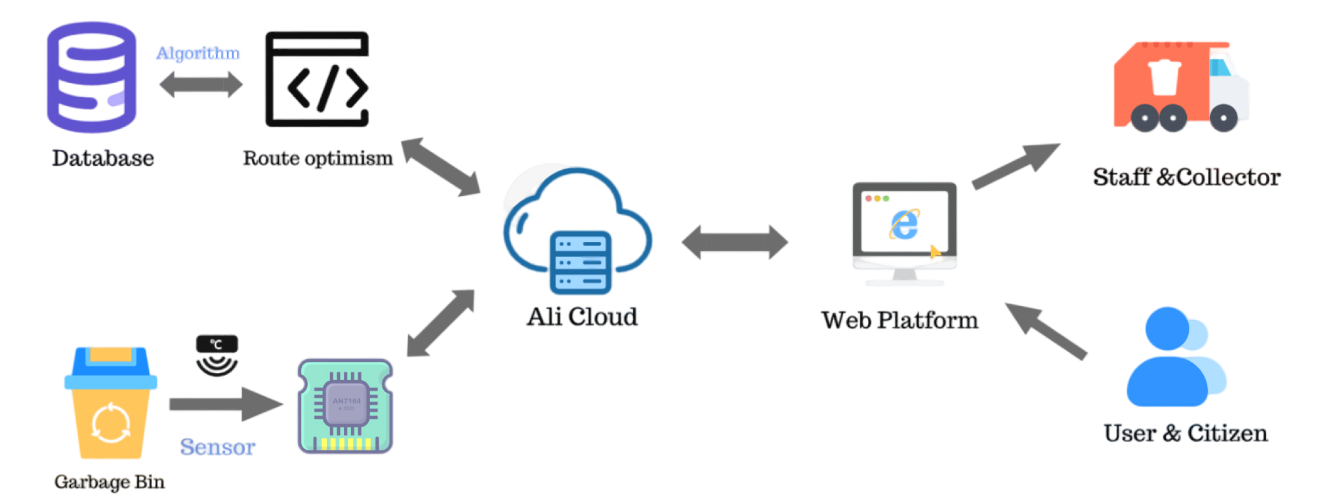 Algorithm
Database
Route optimism
Staff &Collector
Ali Cloud
Web Platform
°C
Sensor
Garbage Bin
User & Citizen